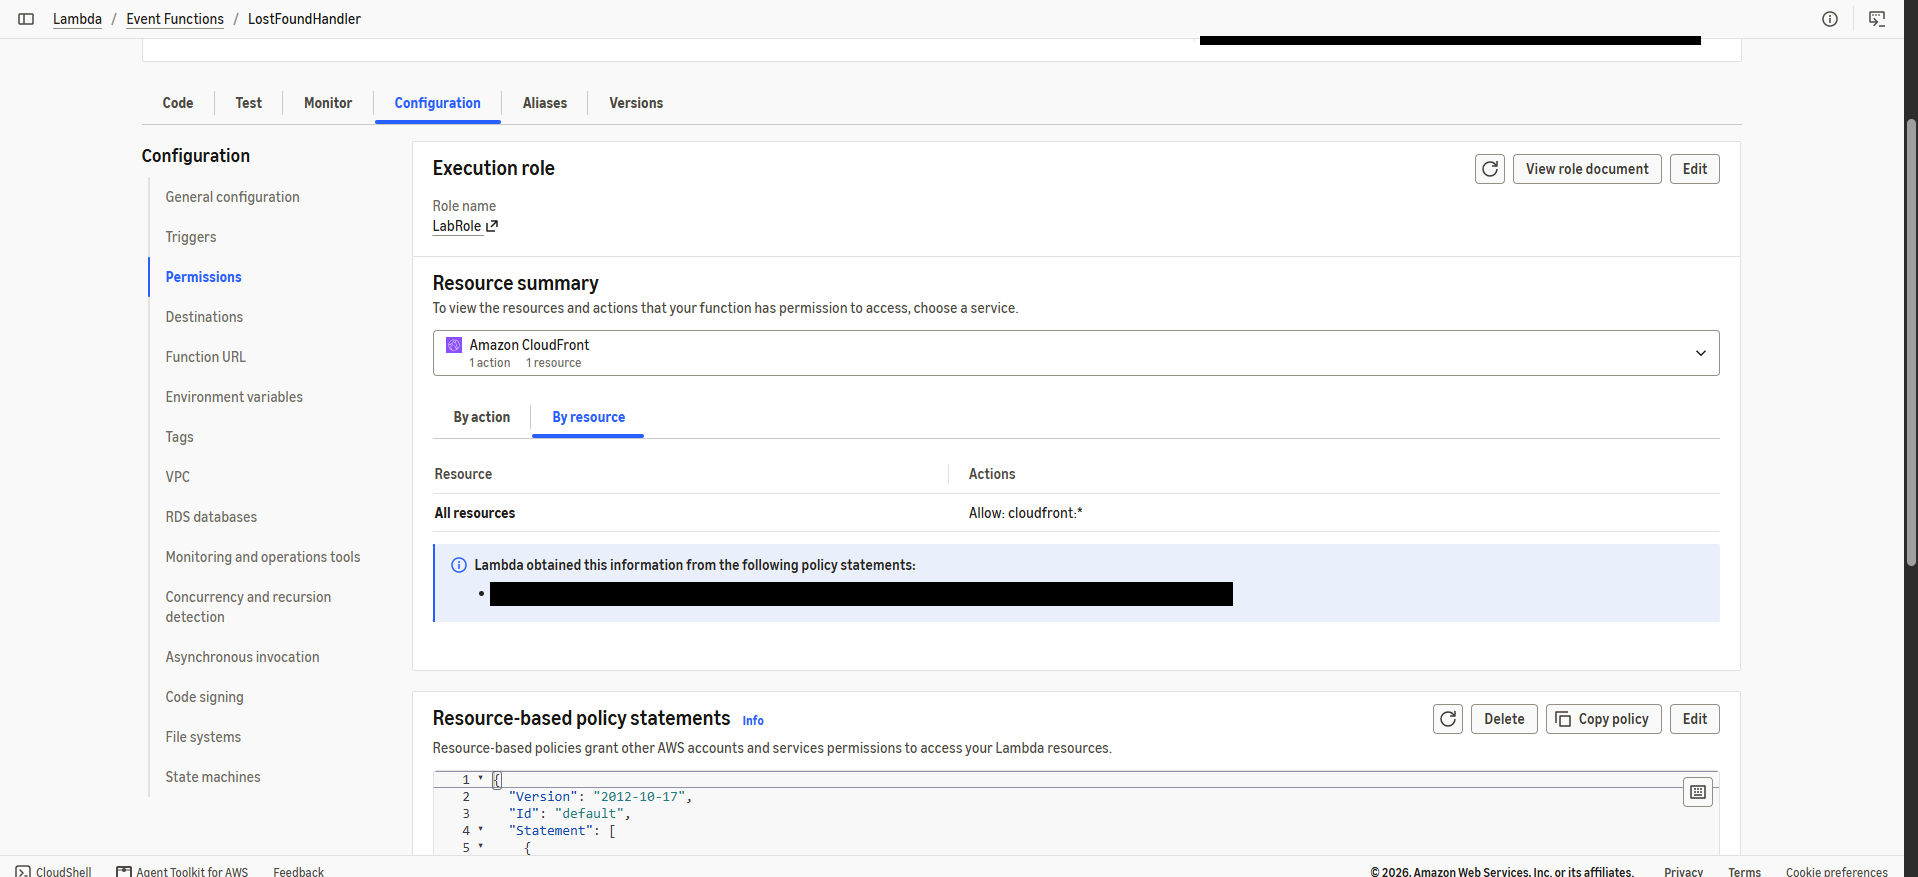 Lambda / Event Functions / LostFoundHandler
Code Test Monitor Configuration Aliases Versions
Configuration
General configuration
Triggers
Permissions
Destinations
Function URL
Environment variables
Tags
VPC
RDS databases
Monitoring and operations tools
Concurrency and recursion
detection
Asynchronous invocation
Code signing
File systems
State machines
Execution role
View role document Edit
Role name
LabRole
Resource summary
To view the resources and actions that your function has permission to access, choose a service.
Amazon CloudFront
1 action 1 resource
By action By resource
Resource Actions
All resources Allow: cloudfront:*
Lambda obtained this information from the following policy statements:
•
Resource-based policy statements Info
Delete Copy policy Edit
Resource-based policies grant other AWS accounts and services permissions to access your Lambda resources.
1 {
2 "Version": "2012-10-17",
3 "Id": "default",
4 "Statement": [
5 {
CloudShell Agent Toolkit for AWS Feedback © 2026, Amazon Web Services, Inc. or its affiliates. Privacy Terms Cookie preferences